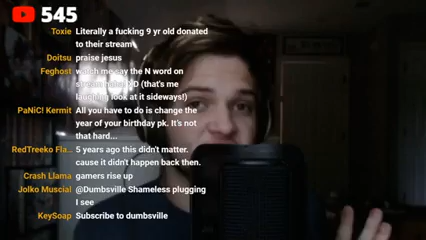 545
Toxie Literally a fucking 9 yr old donated
to their stream
Doitsu praise jesus
Feghost me say the N word on
D (that's me
look at it sideways!)
PaNiC! Kermit All you have to do is change the
year of your birthday pk. It's not
that hard...
RedTreeko Fla.. 5 years ago this didn't matter.
cause it didn't happen back then.
Crash Llama gamers rise up
Jolko Muscial @Dumbsville Shameless plugging
I see
KeySoap Subscribe to dumbsville